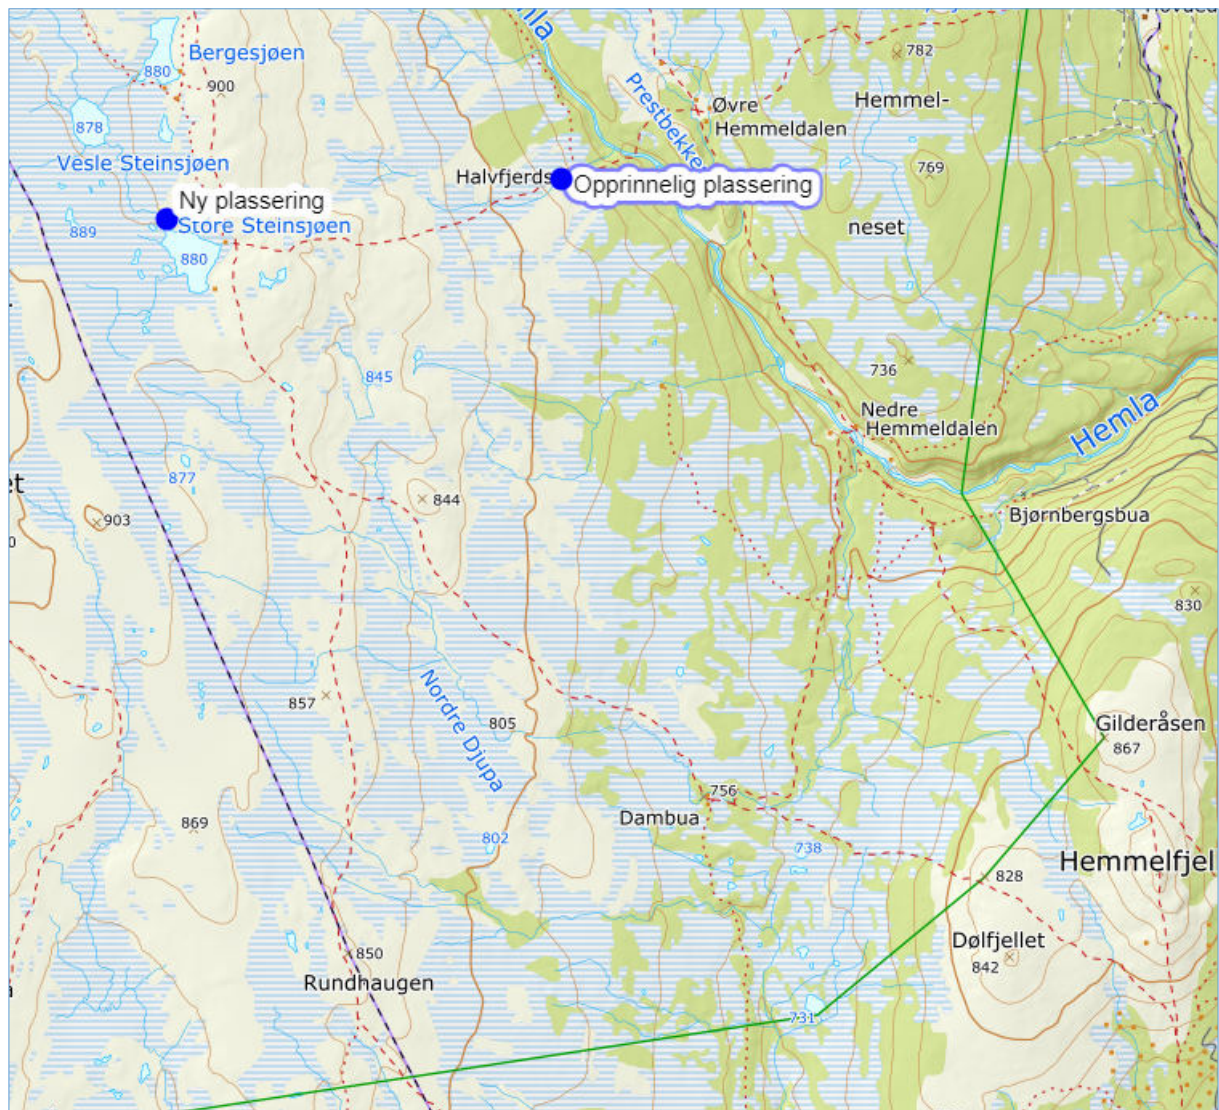 Bergesjøen
880
900
878
782
Øvre
Hemmeldalen
Hemmel-
Vesle Steinsjøen
769
Halvfjerds
Opprinnelig plassering
Ny plassering
Store Steinsjøen
889
880
neset
845
736
Nedre
Hemmeldalen
Hemla
877
844
903
Bjørnbergsbua
830
857
805
Nordre Djupa
Gilderåsen
867
756
Dambua
869
802
738
Hemmelfjel
828
Dølfjellet
842
850
Rundhaugen
731